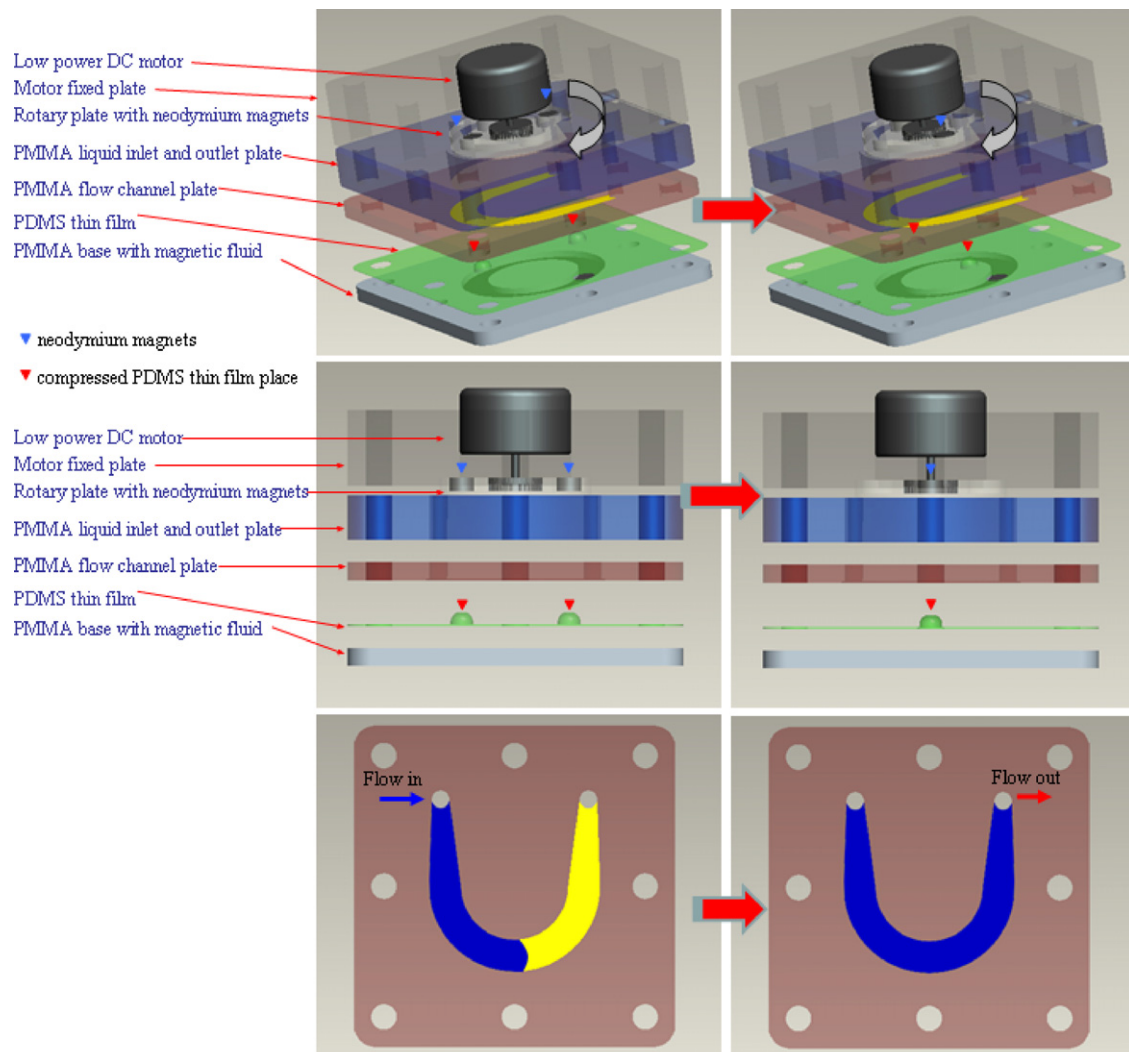 Low power DC motor
Motor fixed plate
Rotary plate with neodymium magnets
PMMA liquid inlet and outlet plate
PMMA flow channel plate
PDMS thin film
PMMA base with magnetic fluid
neodymium magnets
compressed PDMS thin film place
Low power DC motor
Motor fixed plate
Rotary plate with neodymium magnets
PMMA liquid inlet and outlet plate
PMMA flow channel plate
PDMS thin film
PMMA base with magnetic fluid
Flow in
Flow out